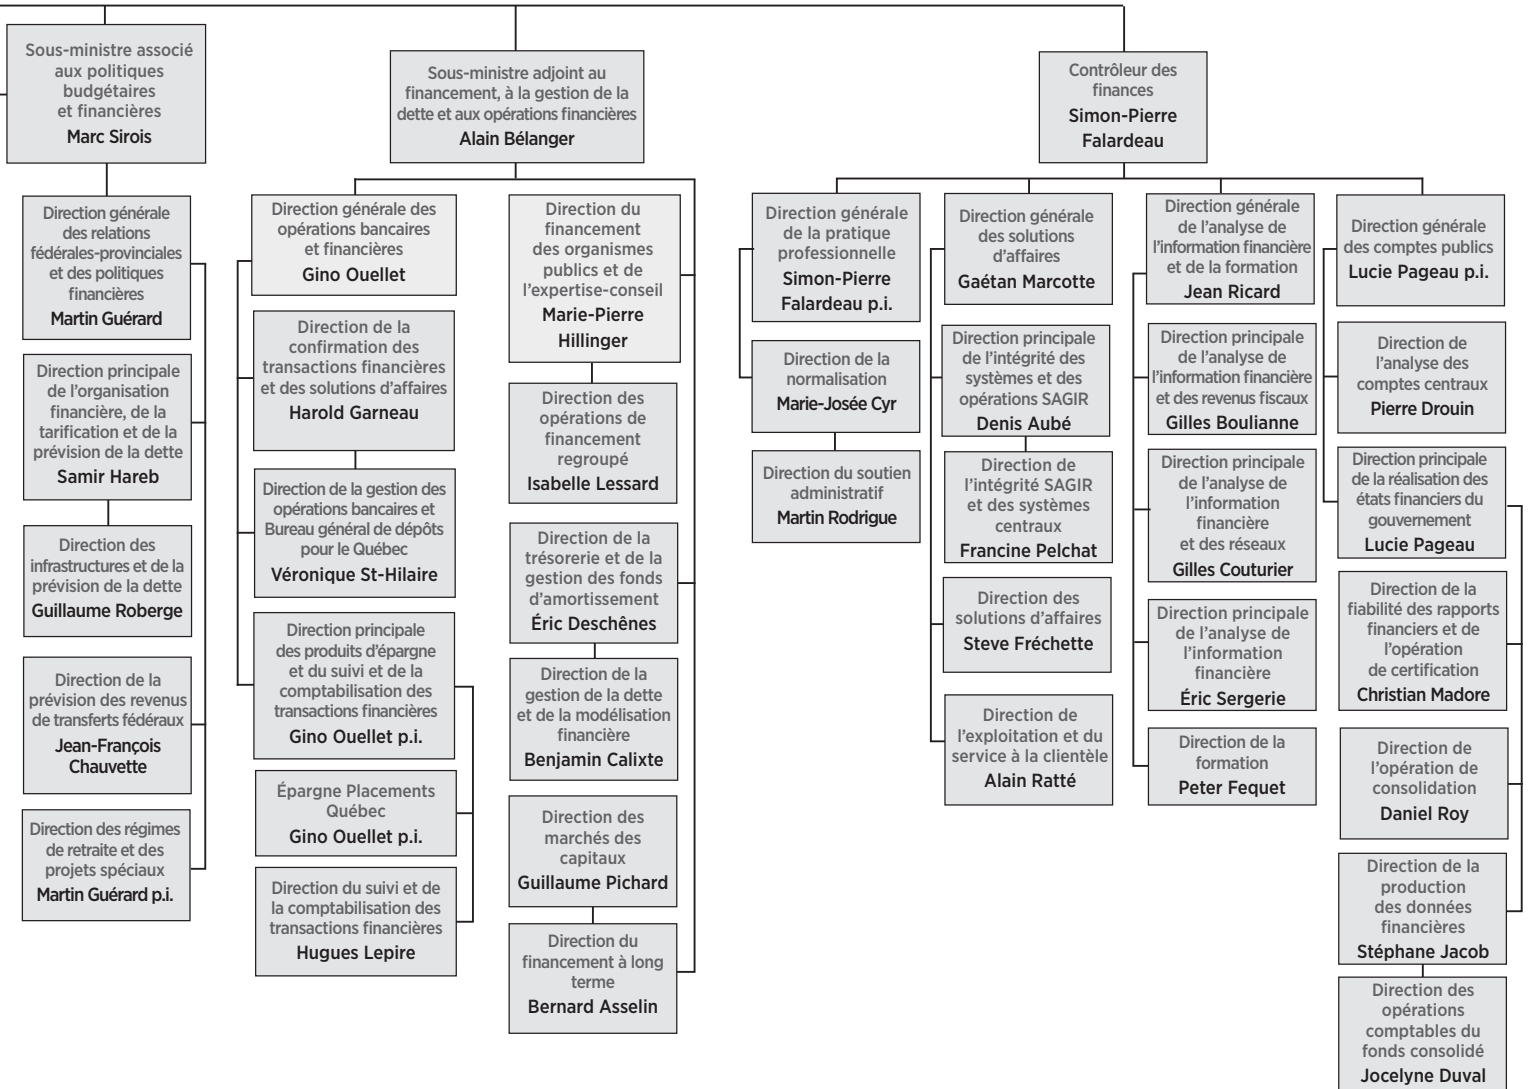 Sous-ministre associé
aux politiques
budgétaires
et financières
Marc Sirois
Direction générale
des relations
fédérales-provinciales
et des politiques
financières
Martin Guérard
Direction principale
de l'organisation
financière, de la
tarification et de la
prévision de la dette
Samir Hareb
Direction des
infrastructures et de la
prévision de la dette
Guillaume Roberge
Direction de la
prévision des revenus
de transferts fédéraux
Jean-François
Chauvette
Direction des régimes
de retraite et des
projets spéciaux
Martin Guérard p.i.
Sous-ministre adjoint au
financement, à la gestion de la
dette et aux opérations financières
Alain Bélanger
Direction générale des
opérations bancaires
et financières
Gino Ouellet
Direction de la
confirmation des
transactions financières
et des solutions d'affaires
Harold Garneau
Direction de la gestion des
opérations bancaires et
Bureau général de dépôts
pour le Québec
Véronique St-Hilaire
Direction principale
des produits d'épargne
et du suivi et de la
comptabilisation des
transactions financières
Gino Ouellet p.i.
Épargne Placements
Québec
Gino Ouellet p.i.
Direction du suivi et de
la comptabilisation des
transactions financières
Hugues Lepire
Direction du
financement
des organismes
publics et de
l'expertise-conseil
Marie-Pierre
Hillinger
Direction des
opérations de
financement
regroupé
Isabelle Lessard
Direction de la
trésorerie et de la
gestion des fonds
d'amortissement
Éric Deschênes
Direction de la
gestion de la dette
et de la modélisation
financière
Benjamin Calixte
Direction des
marchés des
capitaux
Guillaume Pichard
Direction du
financement à long
terme
Bernard Asselin
Contrôleur des
finances
Simon-Pierre
Falardeau
Direction générale
de la pratique
professionnelle
Simon-Pierre
Falardeau p.i.
Direction de la
normalisation
Marie-Josée Cyr
Direction du soutien
administratif
Martin Rodrigue
Direction générale
des solutions
d'affaires
Gaétan Marcotte
Direction principale
de l'intégrité des
systèmes et des
opérations SAGIR
Denis Aubé
Direction de
l'intégrité SAGIR
et des systèmes
centraux
Francine Pelchat
Direction des
solutions d'affaires
Steve Fréchette
Direction de
l'exploitation et du
service à la clientèle
Alain Ratté
Direction générale
de l'analyse de
l'information financière
et de la formation
Jean Ricard
Direction principale
de l'analyse de
l'information financière
et des revenus fiscaux
Gilles Boulianne
Direction principale
de l'analyse de
l'information
financière
et des réseaux
Gilles Couturier
Direction principale
de l'analyse de
l'information
financière
Éric Sergerie
Direction de la
formation
Peter Fequet
Direction générale
des comptes publics
Lucie Pageau p.i.
Direction de
l'analyse des
comptes centraux
Pierre Drouin
Direction principale
de la réalisation des
états financiers du
gouvernement
Lucie Pageau
Direction de la
fiabilité des rapports
financiers et de
l'opération
de certification
Christian Madore
Direction de
l'opération de
consolidation
Daniel Roy
Direction de la
production
des données
financières
Stéphane Jacob
Direction des
opérations
comptables du
fonds consolidé
Jocelyne Duval